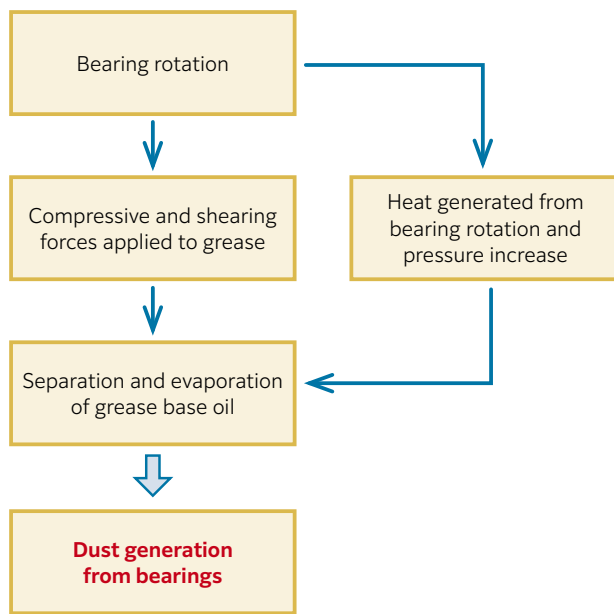 Bearing rotation
Compressive and shearing
forces applied to grease
Heat generated from
bearing rotation and
pressure increase
Separation and evaporation
of grease base oil
Dust generation
from bearings